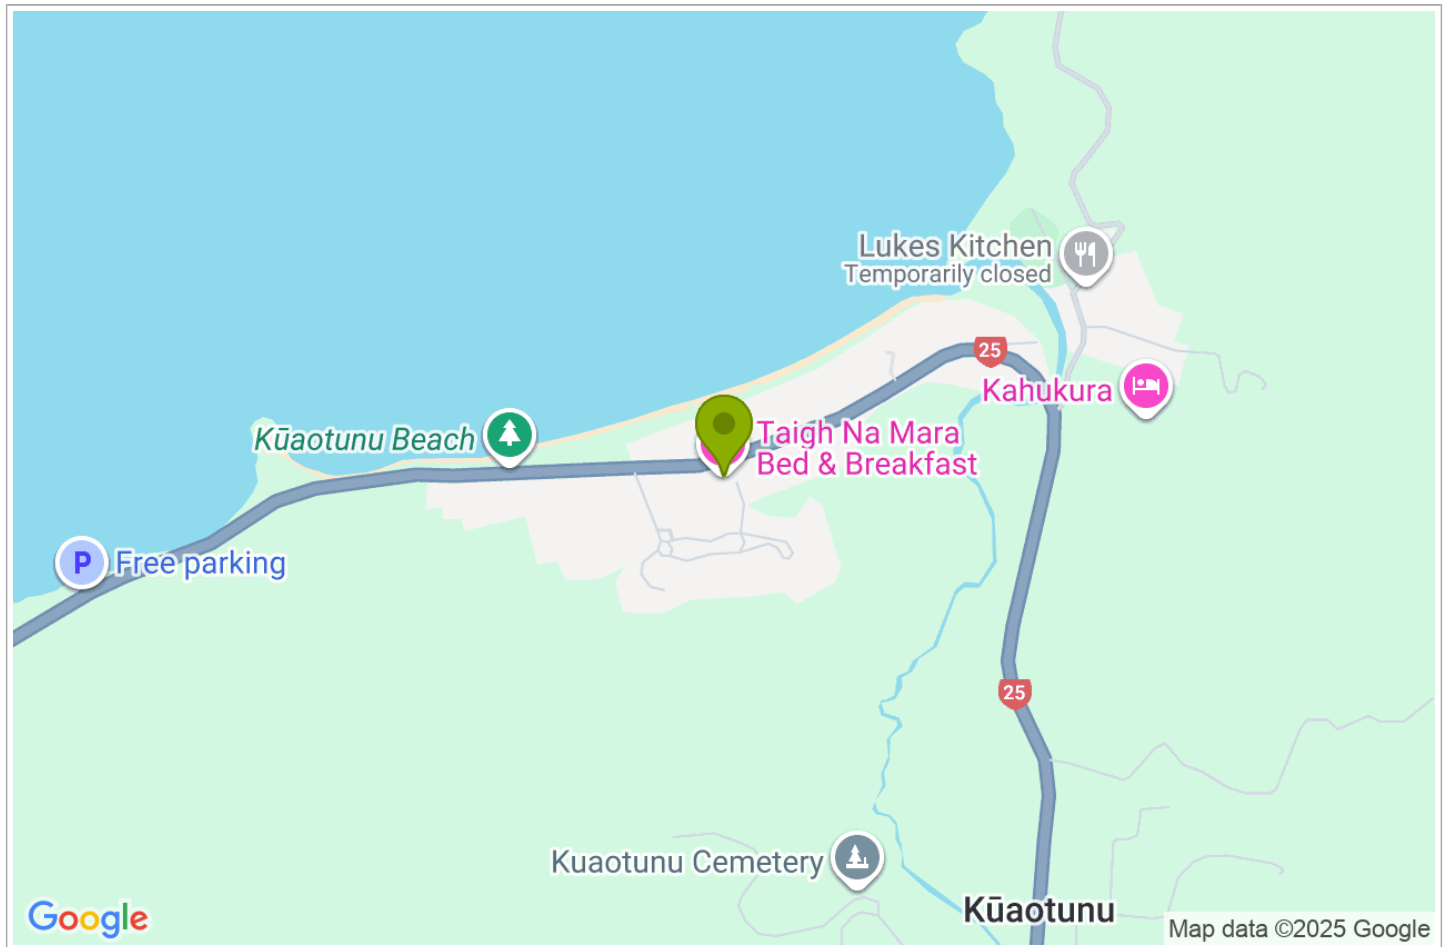 Lukes Kitchen
Temporarily closed
25
Kahukura
Kūaotunu Beach
Taigh Na Mara
Bed & Breakfast
P
Free parking
25
Kuaotunu Cemetery
Kūaotunu
Google
Map data ©2025 Google